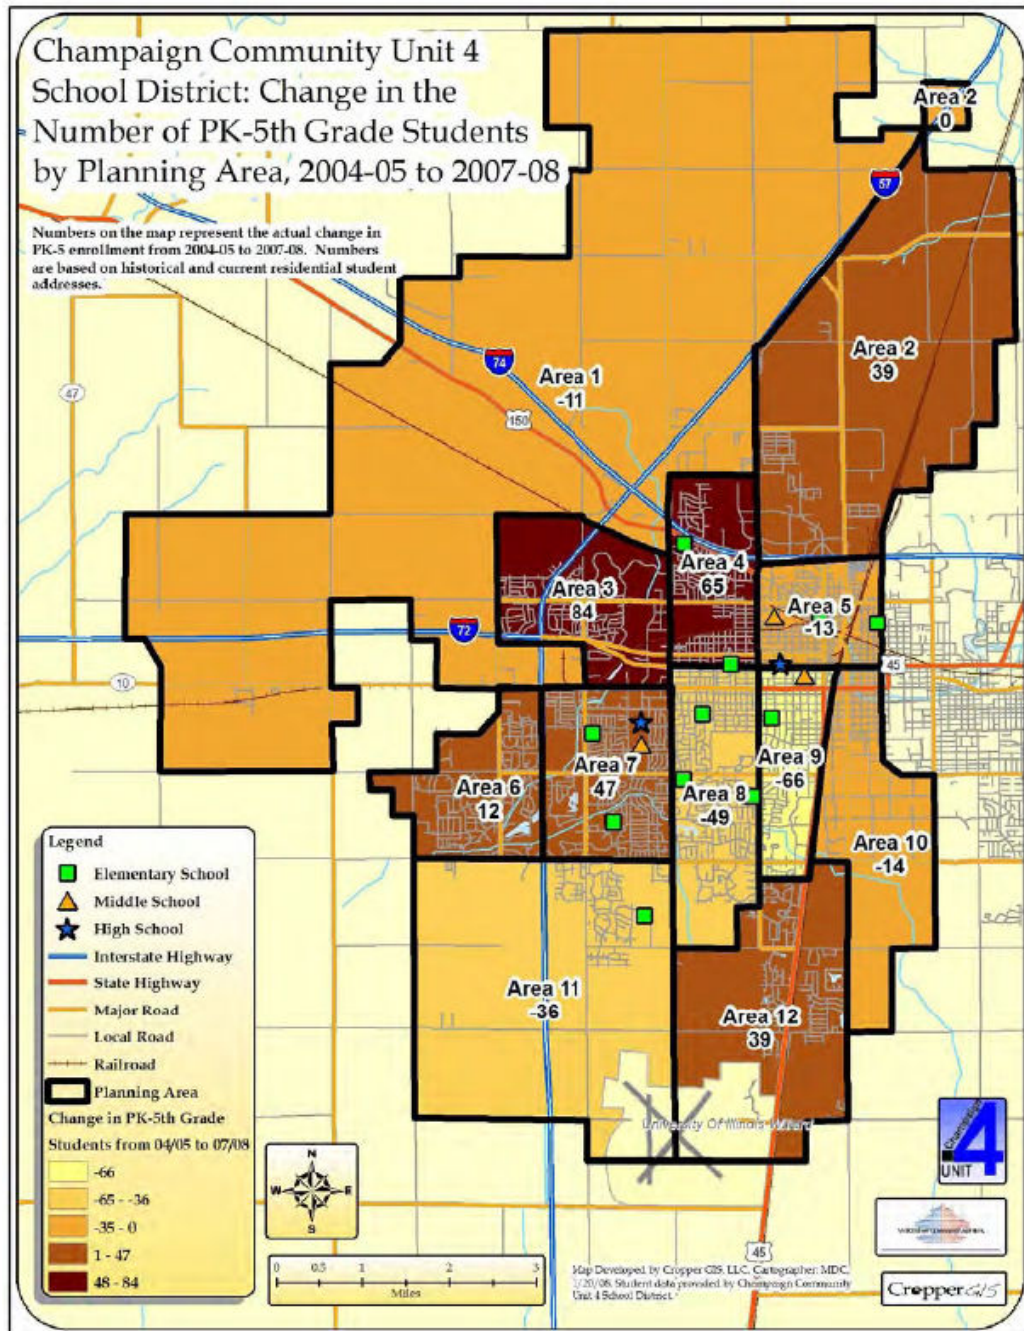 Champaign Community Unit 4
School District: Change in the
Number of PK-5th Grade Students
by Planning Area, 2004-05 to 2007-08
Numbers on the map represent the actual change in
PK-5 enrollment from 2004-05 to 2007-08. Numbers
are based on historical and current residential student
addresses.
Area 2
0
57
Area 2
39
47
74
Area 1
-11
150
Area 4
65
Area 3
84
Area 5
-13
72
45
10
Area 9
-66
Area 7
47
Area 6
12
Area 8
-49
Area 10
-14
Area 11
-36
Area 12
39
University Of Illinois Willard
Legend
Elementary School
Middle School
High School
Interstate Highway
State Highway
Major Road
Local Road
Railroad
Planning Area
Change in PK-5th Grade
Students from 04/05 to 07/08
-66
-65 - -36
-35 - 0
1 - 47
48 - 84
N
W E
S
0 0.5 1 2 3
Miles
45
Map Developed by Cropper GIS, LLC. Cartographer: MDC,
1/20/08. Student data provided by Champaign Community
Unit 4 School District.
Champaign
4
UNIT
Cropper GIS